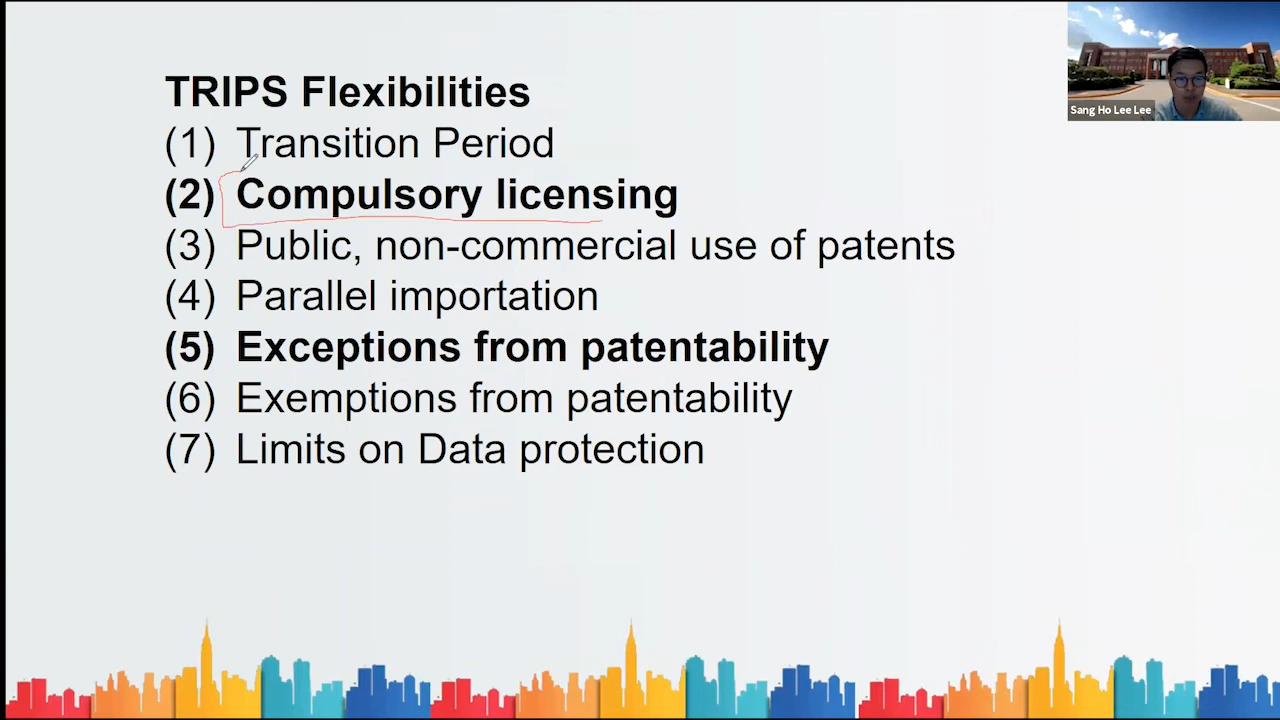 TRIPS Flexibilities
(1) Transition Period
(2) Compulsory licensing
(3) Public, non-commercial use of patents
(4) Parallel importation
(5) Exceptions from patentability
(6) Exemptions from patentability
(7) Limits on Data protection
Sang Ho Lee Lee